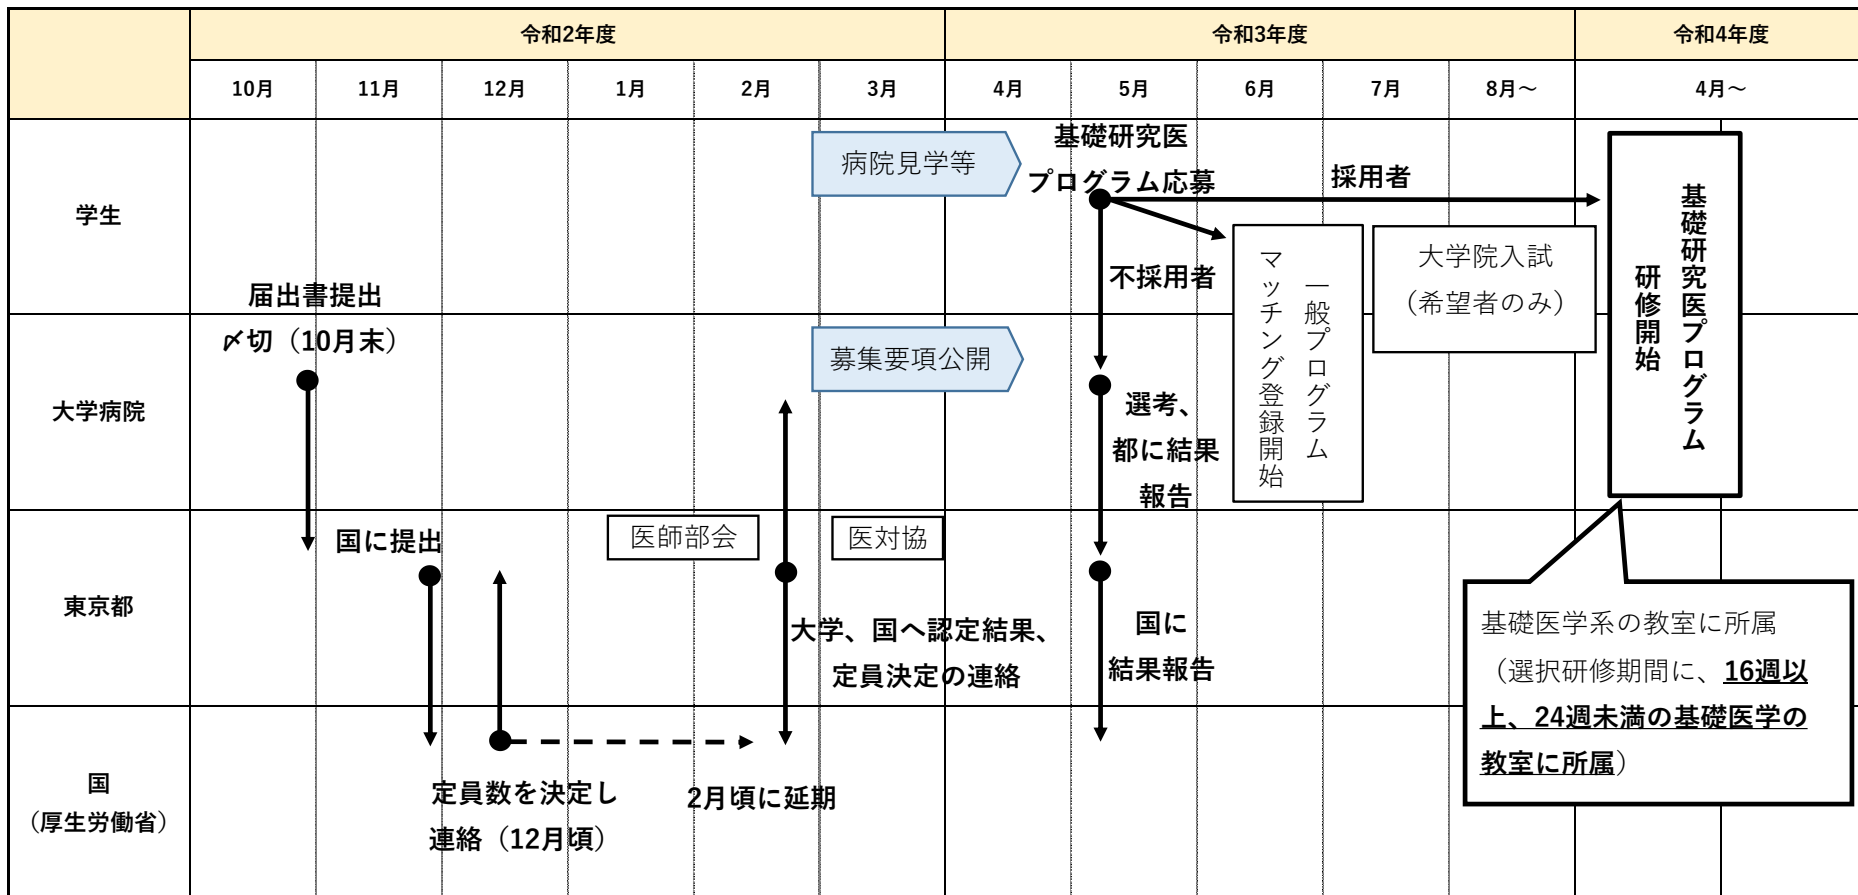 令和2年度
令和3年度
令和4年度
10月
11月
12月
1月
2月
3月
4月
5月
6月
7月
8月～
4月～
学生
病院見学等
基礎研究医
プログラム応募
採用者
不採用者
一般プログラム
マッチング登録開始
大学院入試
（希望者のみ）
基礎研究医プログラム
研修開始
大学病院
届出書提出
〆切（10月末）
募集要項公開
選考、
都に結果
報告
東京都
国に提出
医師部会
医対協
大学、国へ認定結果、
定員決定の連絡
国に
結果報告
基礎医学系の教室に所属
（選択研修期間に、16週以
上、24週未満の基礎医学の
教室に所属）
国
（厚生労働省）
定員数を決定し
連絡（12月頃）
2月頃に延期